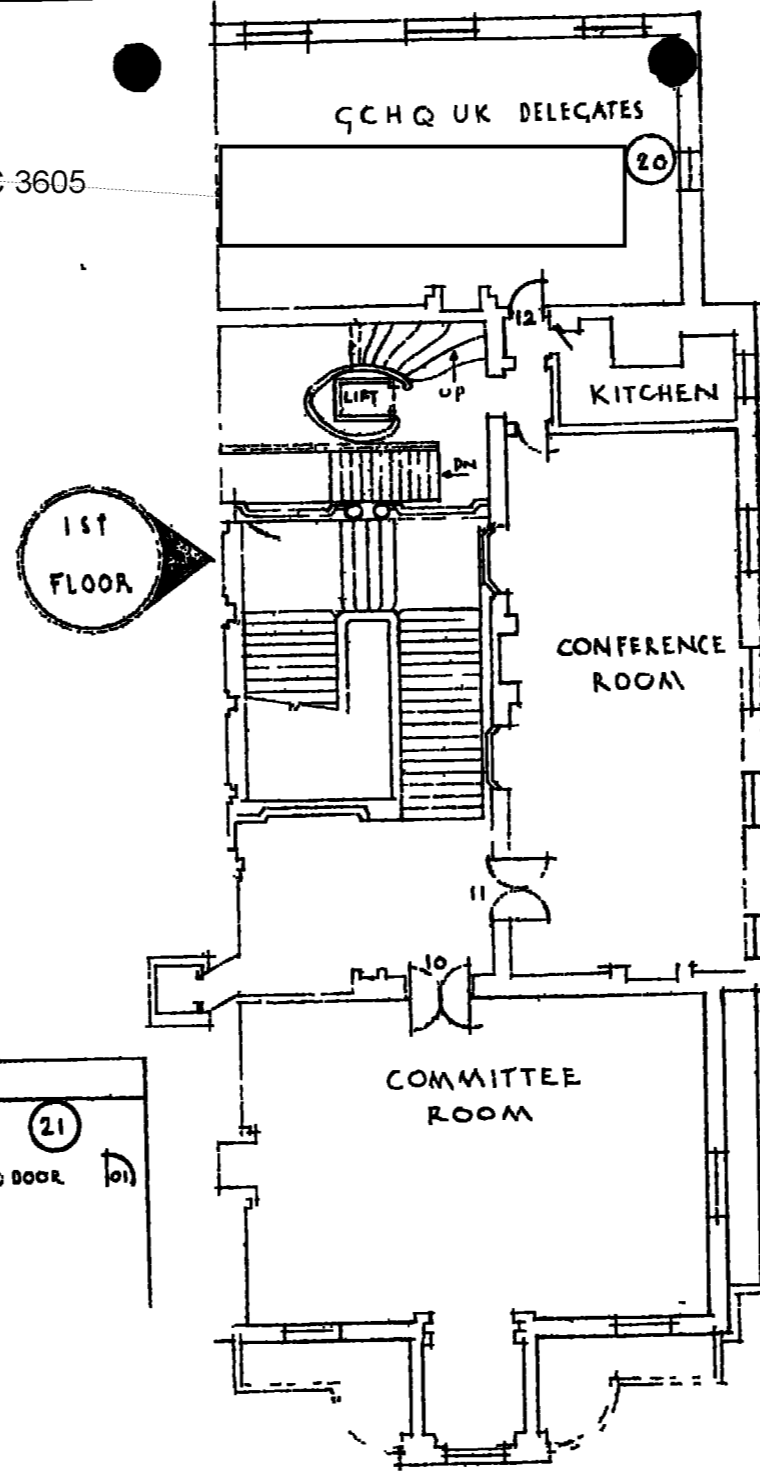 GCHQ UK DELEGATES
20
3605
12
UP
LIFT
KITCHEN
DN
1ST
FLOOR
CONFERENCE
ROOM
11
10
COMMITTEE
ROOM
21
DOOR
01